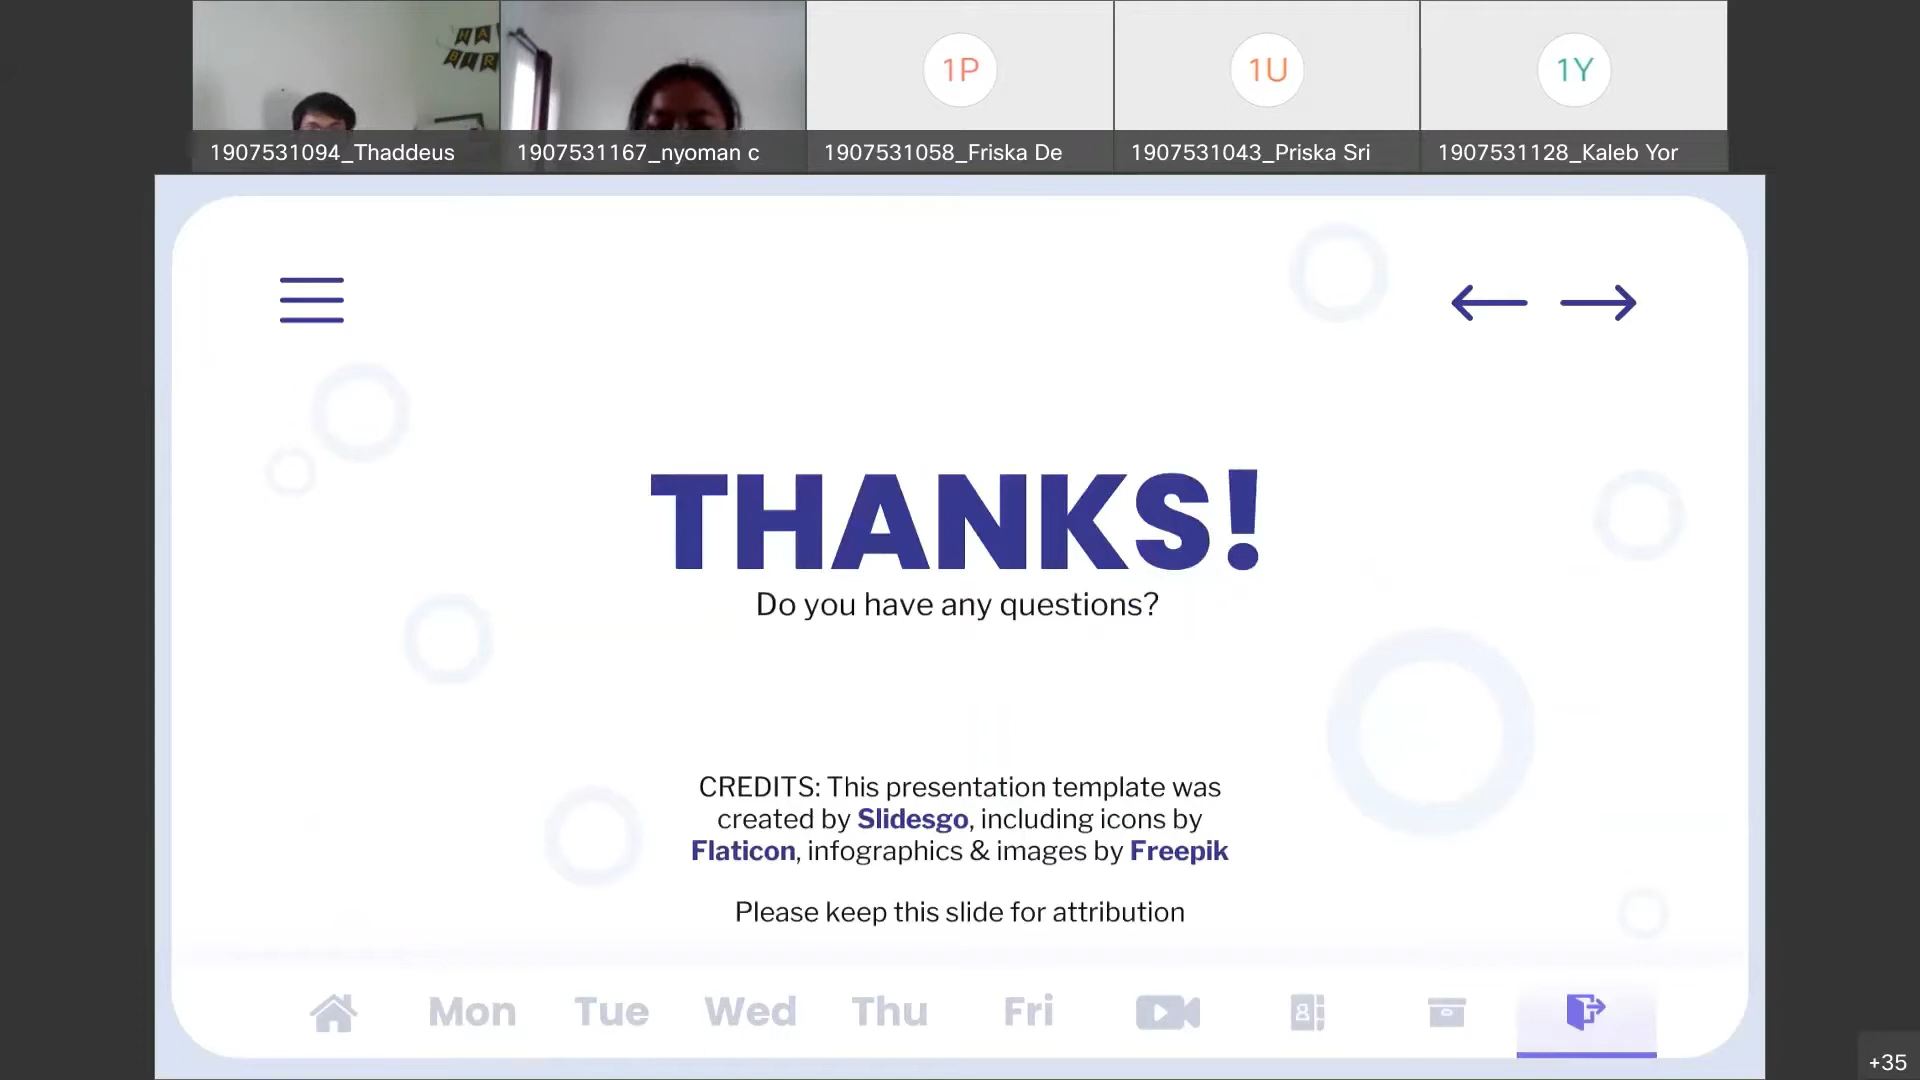 HA
BIR
1P
1U
1Y
1907531094_Thaddeus
1907531167_nyoman c
1907531058_Friska De
1907531043_Priska Sri
1907531128_Kaleb Yor
THANKS!
Do you have any questions?
CREDITS: This presentation template was
created by Slidesgo, including icons by
Flaticon, infographics & images by Freepik
Please keep this slide for attribution
Mon Tue Wed Thu Fri
+35